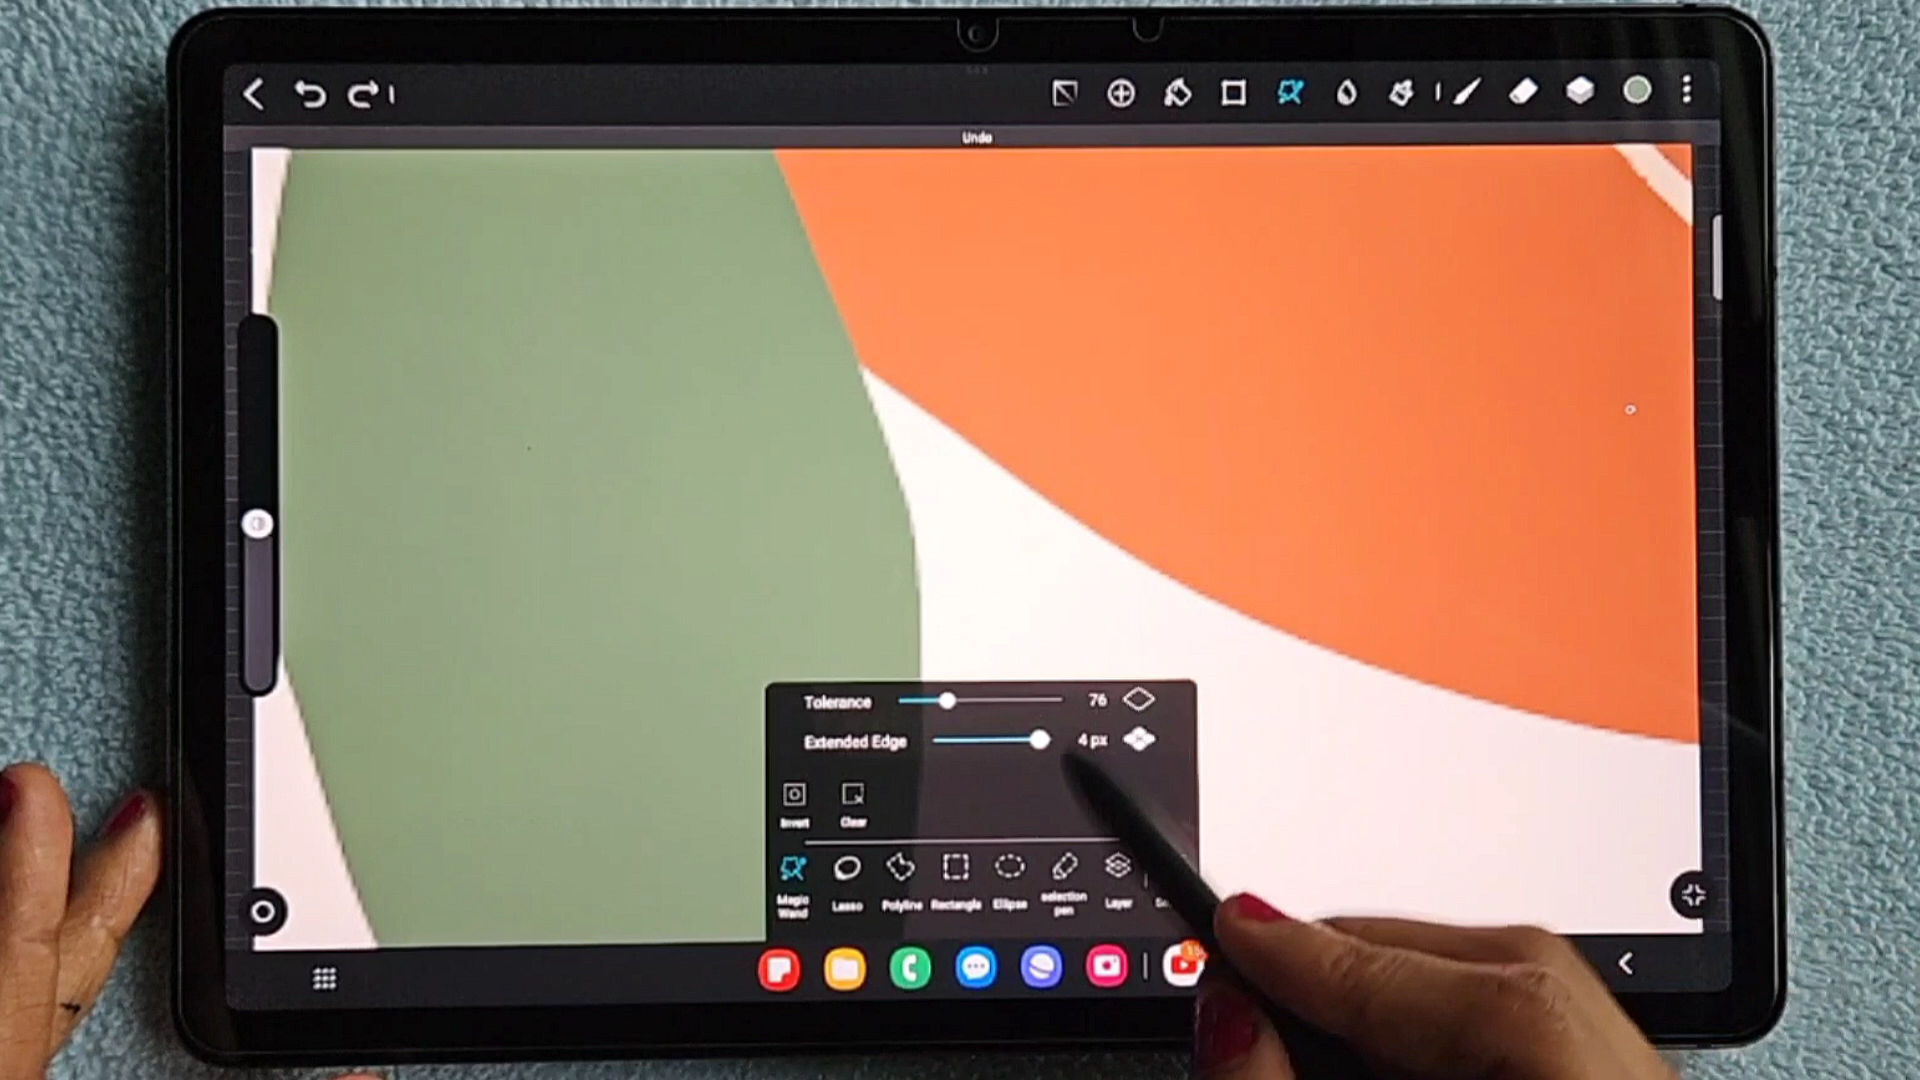 Undo
Tolerance 76
Extended Edge 4 px
Invert Clear
Magic Wand Lasso Polyline Rectangle Ellipse selection pen Layer